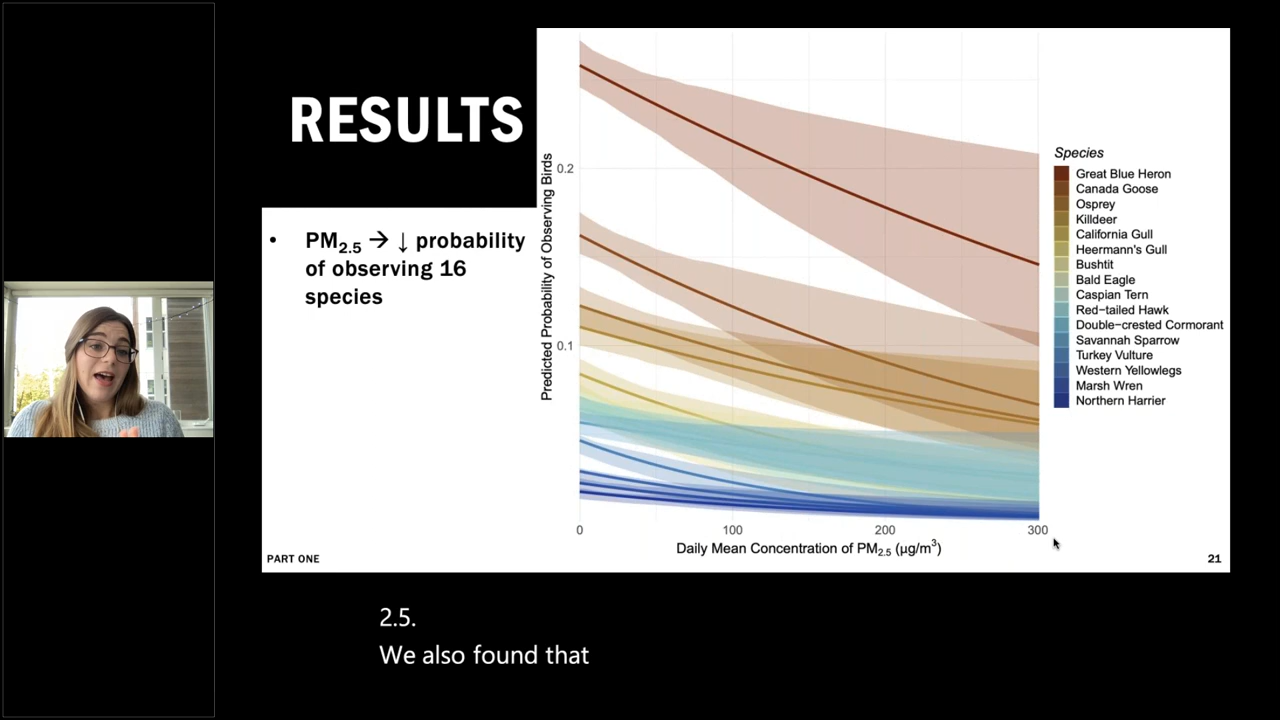 RESULTS
• PM2.5 → ↓ probability
of observing 16
species
Predicted Probability of Observing Birds
0.2
0.1
0
100
200
300
Daily Mean Concentration of PM2.5 (μg/m3)
Species
Great Blue Heron
Canada Goose
Osprey
Killdeer
California Gull
Heermann's Gull
Bushtit
Bald Eagle
Caspian Tern
Red−tailed Hawk
Double−crested Cormorant
Savannah Sparrow
Turkey Vulture
Western Yellowlegs
Marsh Wren
Northern Harrier
PART ONE
21
2.5.
We also found that